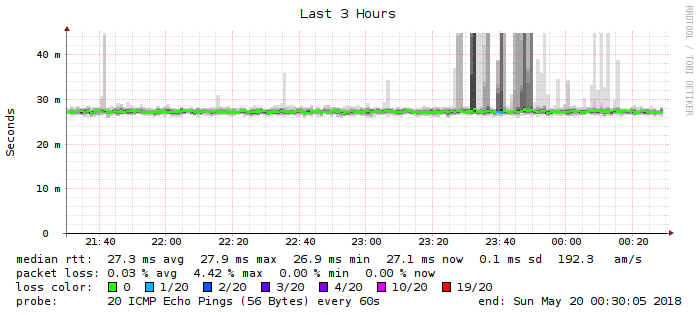 Last 3 Hours
RRDTOOL / TOBI OETIKER
Seconds
40 m
30 m
20 m
10 m
0
21:40 22:00 22:20 22:40 23:00 23:20 23:40 00:00 00:20
median rtt: 27.3 ms avg 27.9 ms max 26.9 ms min 27.1 ms now 0.1 ms sd 192.3 am/s
packet loss: 0.03 % avg 4.42 % max 0.00 % min 0.00 % now
loss color: 0 1/20 2/20 3/20 4/20 10/20 19/20
probe: 20 ICMP Echo Pings (56 Bytes) every 60s end: Sun May 20 00:30:05 2018